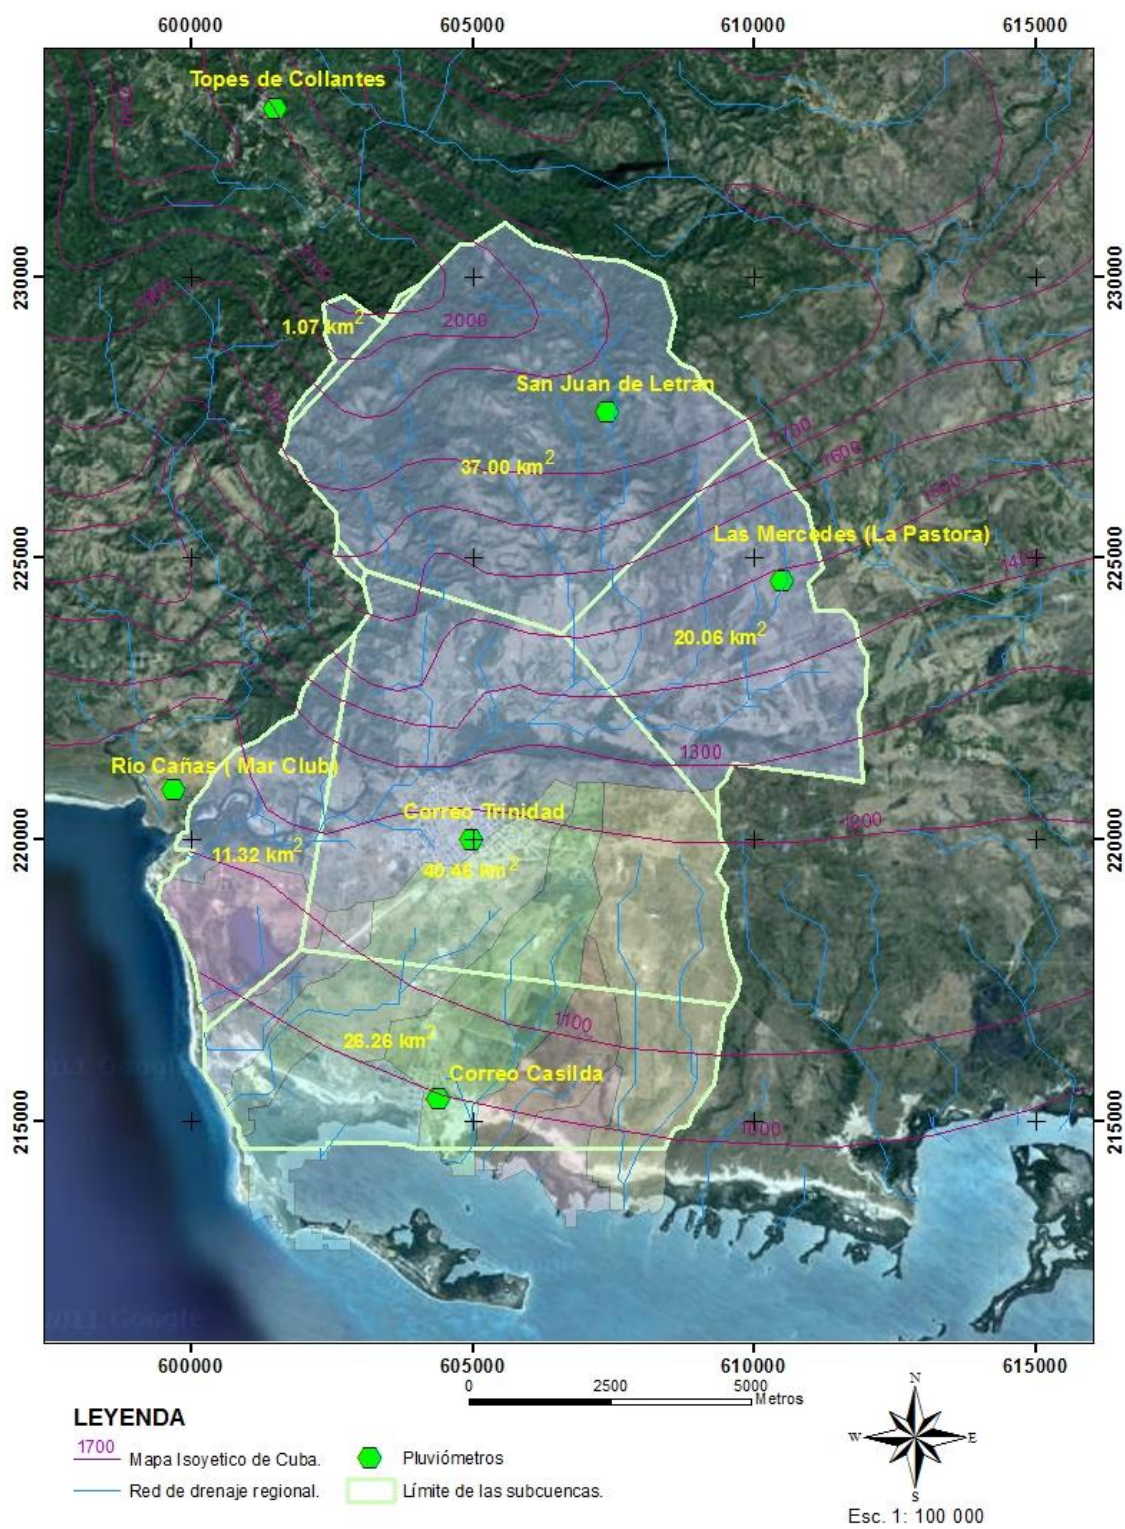 600000 605000 610000 615000
Topes de Collantes
230000 230000
1.07 km²
2000
San Juan de Letrán
1700
1600
37.00 km²
225000 225000
Las Mercedes (La Pastora)
20.06 km²
1300
Río Cañas ( Mar Club)
Correo Trinidad
1200
220000 220000
11.32 km²
40.46 km²
1100
26.26 km²
Correo Casilda
215000 215000
1000
2011 Google
600000 605000 610000 615000
0 2500 5000
Metros
LEYENDA
1700
Mapa Isoyetico de Cuba.
Pluviómetros
Red de drenaje regional.
Límite de las subcuencas.
N
W E
S
Esc. 1: 100 000